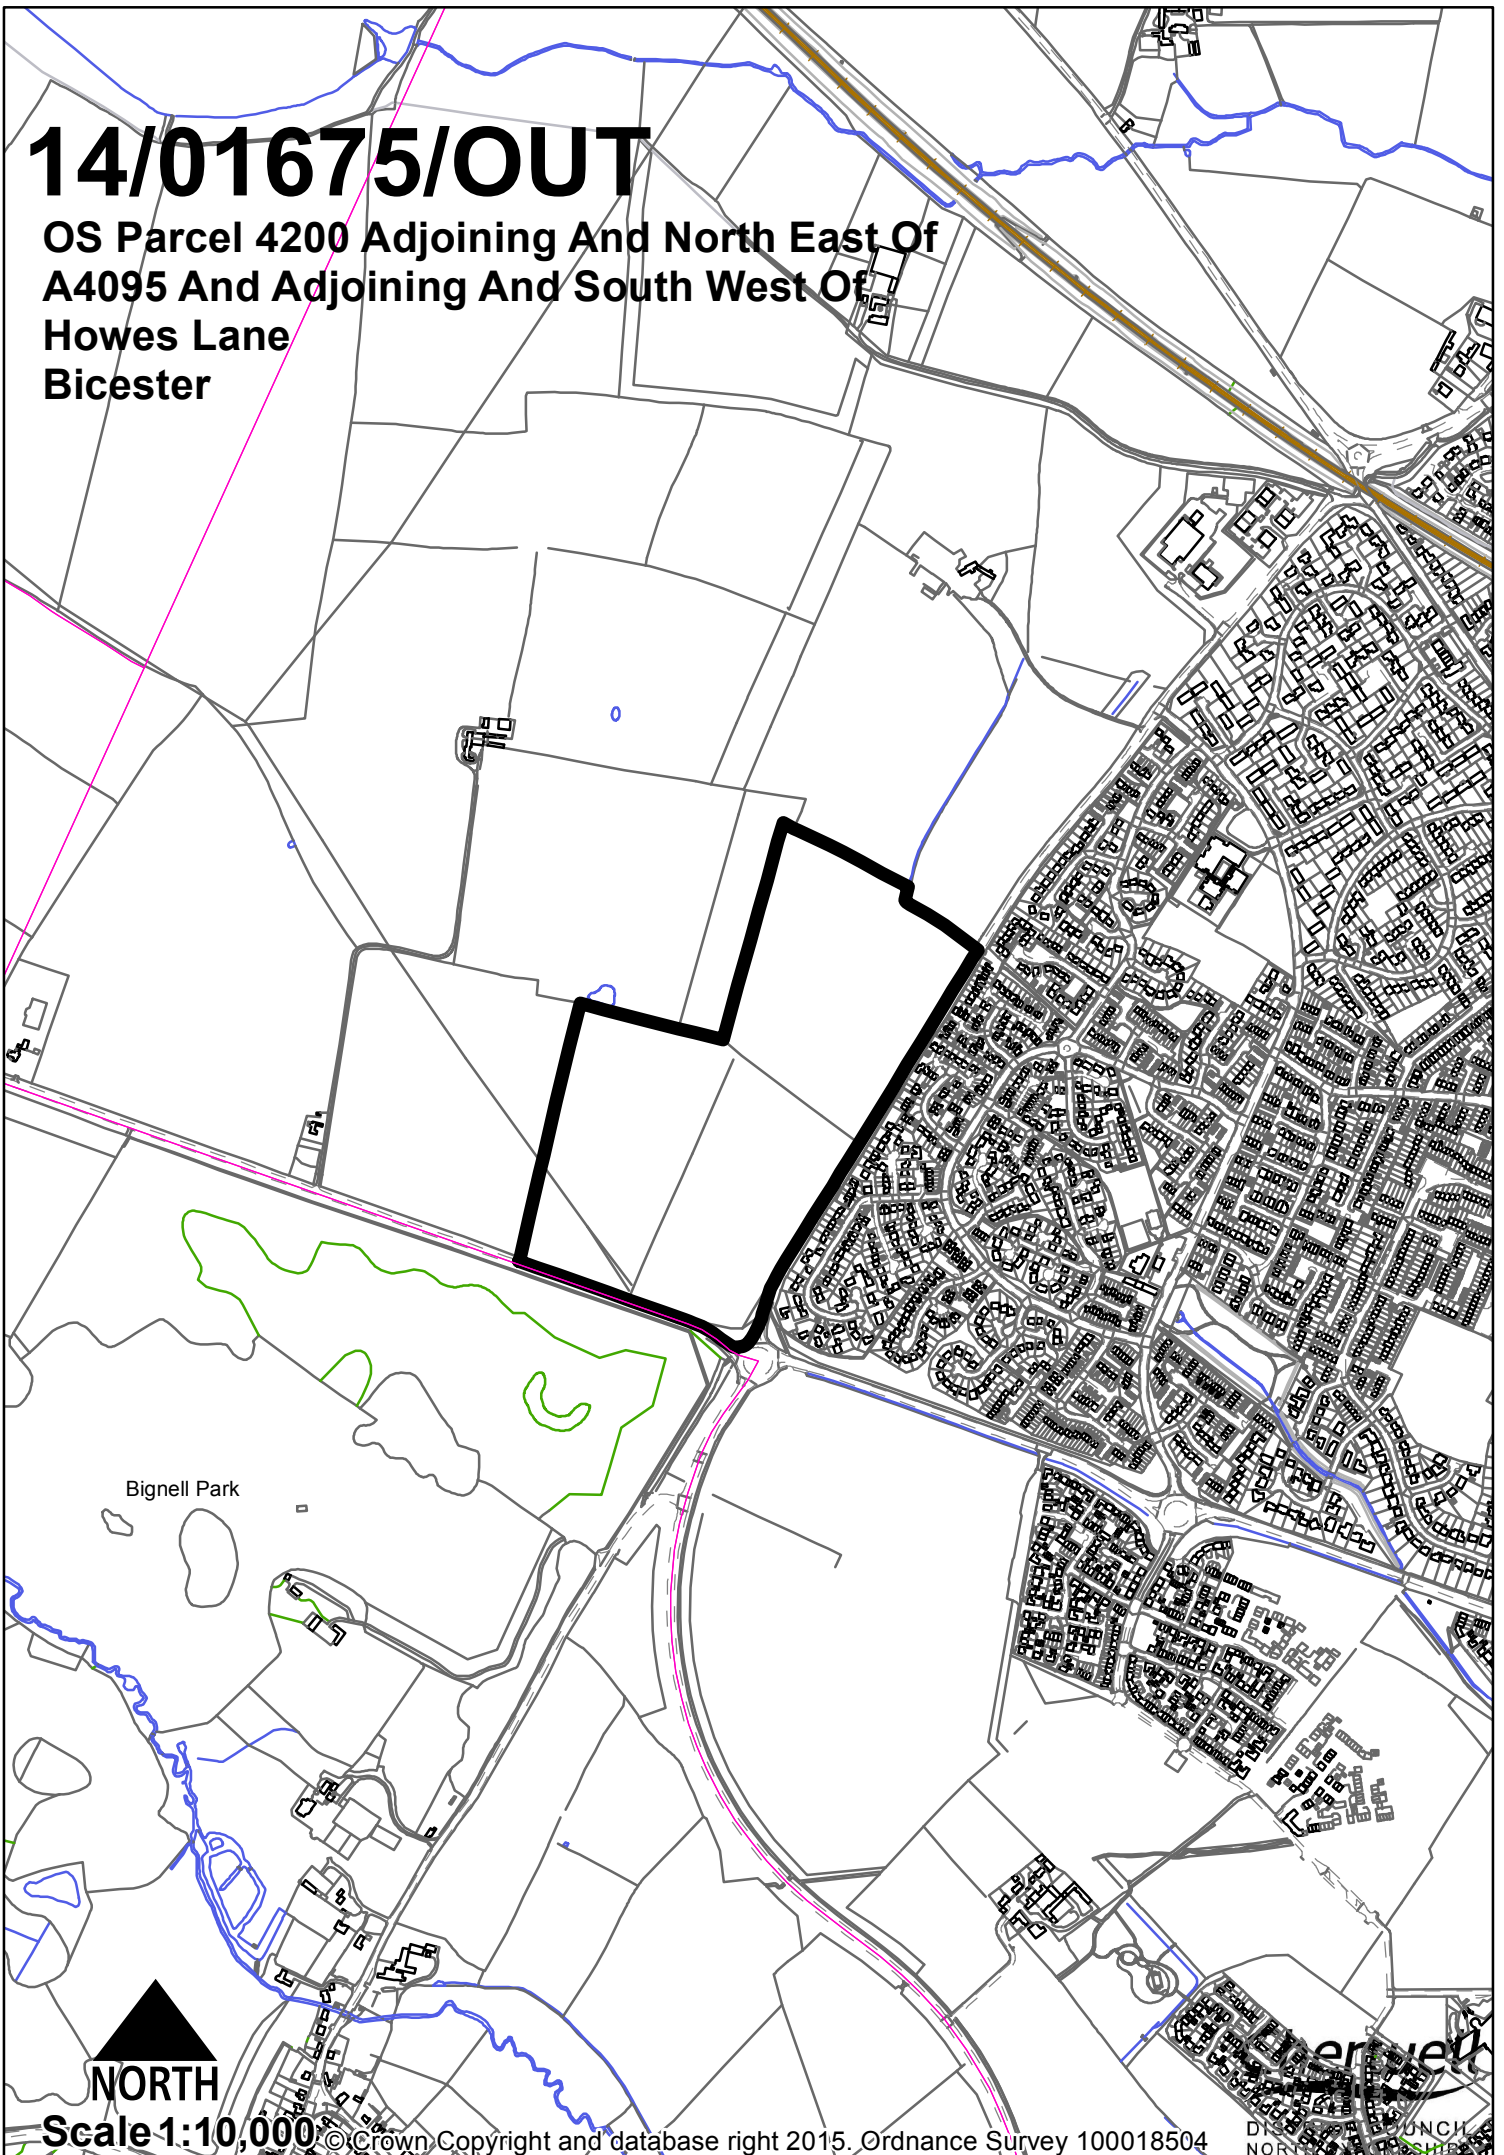 14/01675/OUT
OS Parcel 4200 Adjoining And North East Of
A4095 And Adjoining And South West Of
Howes Lane
Bicester
Bignell Park
NORTH
Scale 1:10,000
© Crown Copyright and database right 2015. Ordnance Survey 100018504